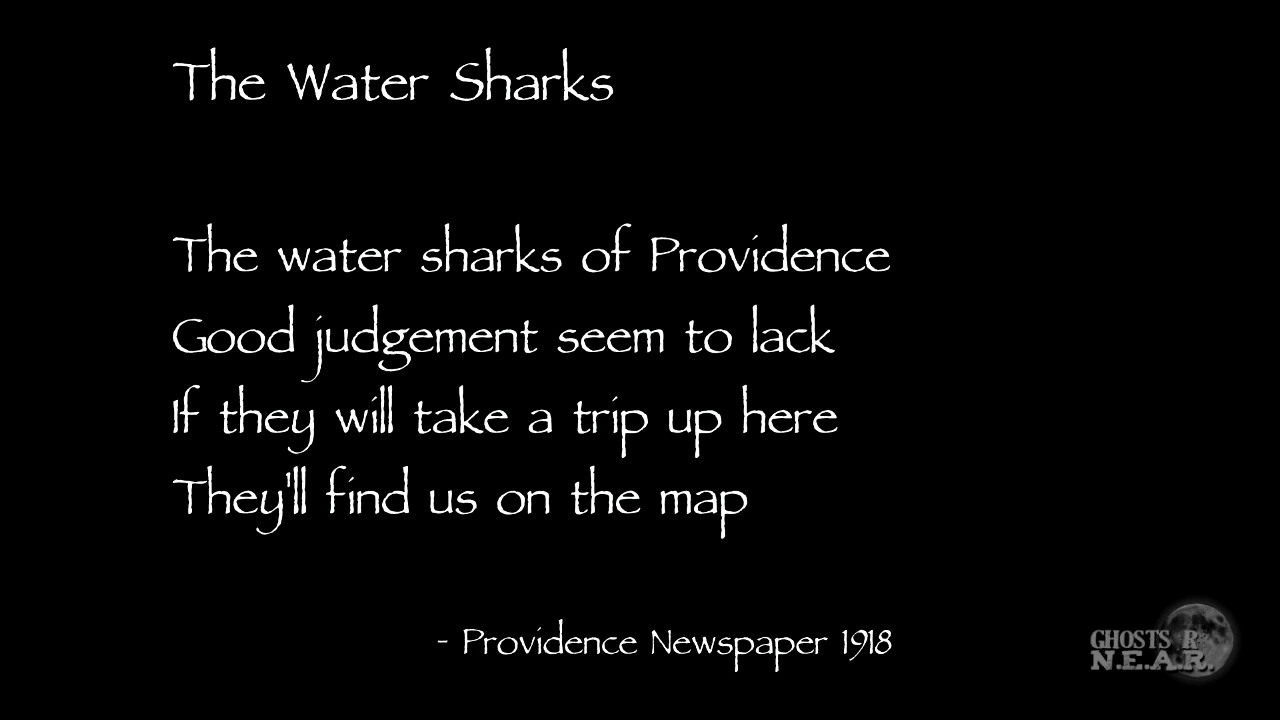 The Water Sharks
The water sharks of Providence
Good judgement seem to lack
If they will take a trip up here
They'll find us on the map
- Providence Newspaper 1918
GHOSTS R
N.E.A.R.